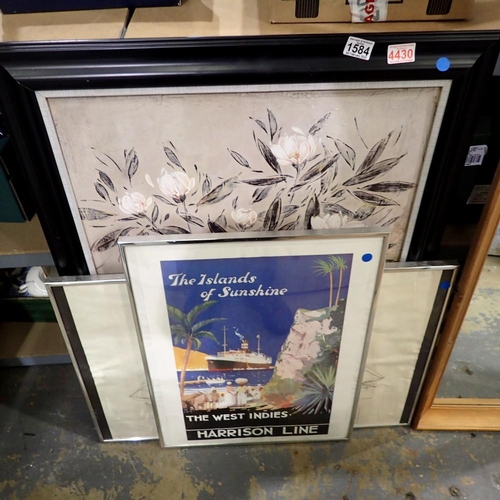 1584
4430
The Islands
of Sunshine
THE WEST INDIES.
HARRISON LINE